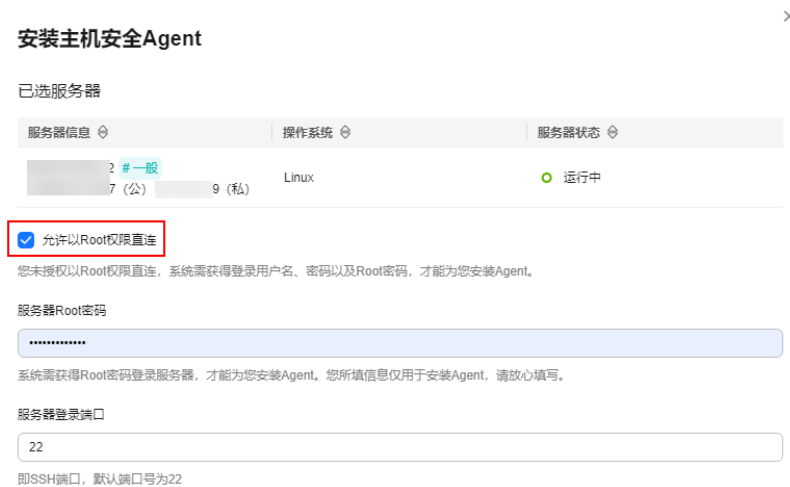 安装主机安全Agent
已选服务器
服务器信息 操作系统 服务器状态
2 #一般
7（公） 9（私） Linux 运行中
允许以Root权限直连
您未授权以Root权限直连，系统需获得登录用户名、密码以及Root密码，才能为您安装Agent。
服务器Root密码
•••••••••••••
系统需获得Root密码登录服务器，才能为您安装Agent。您所填信息仅用于安装Agent，请放心填写。
服务器登录端口
22
即SSH端口，默认端口号为22